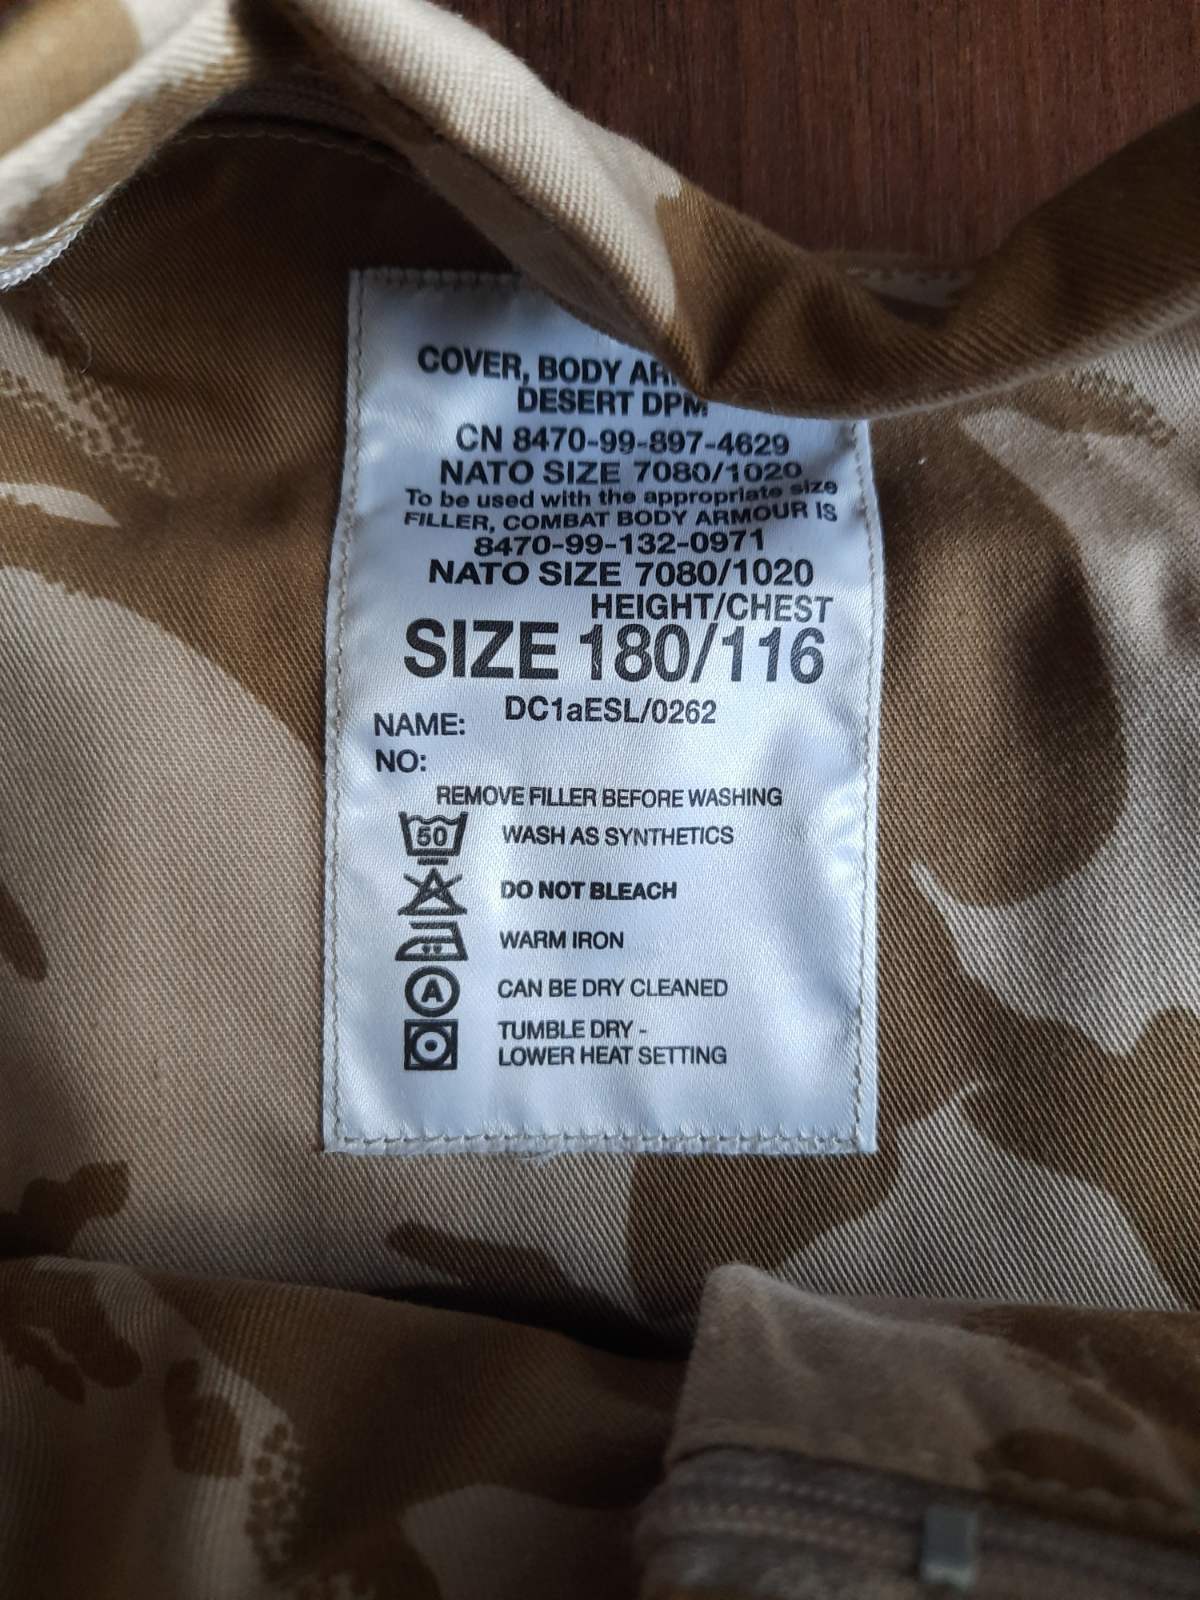 COVER, BODY
DESERT DPM
CN 8470-99-897-4629
NATO SIZE 7080/1020
To be used with the appropriate size
FILLER, COMBAT BODY ARMOUR IS
8470-99-132-0971
NATO SIZE 7080/1020
HEIGHT/CHEST
SIZE 180/116
DC1aESL/0262
NAME:
NO:
REMOVE FILLER BEFORE WASHING
50 WASH AS SYNTHETICS
DO NOT BLEACH
WARM IRON
A CAN BE DRY CLEANED
TUMBLE DRY -
LOWER HEAT SETTING